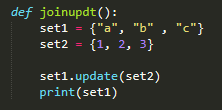 def joinupdt():
    set1 = {"a", "b" , "c"}
    set2 = {1, 2, 3}

    set1.update(set2)
    print(set1)